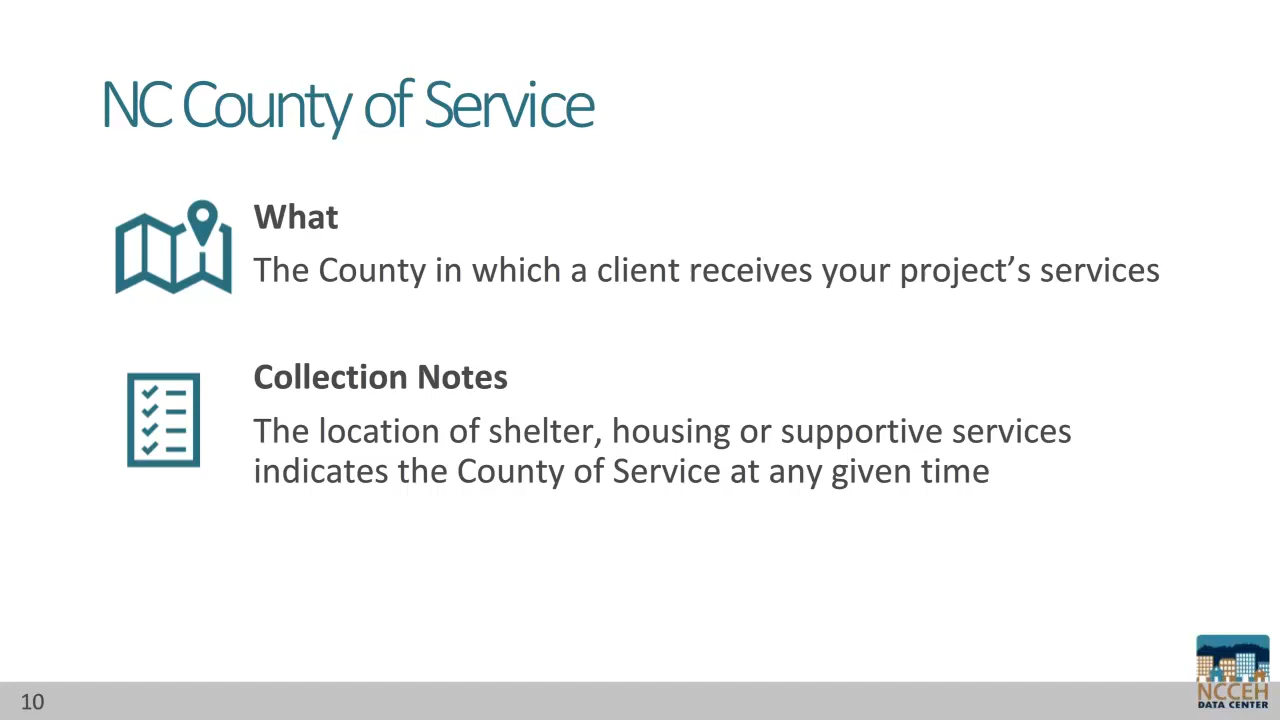 NC County of Service
What
The County in which a client receives your project’s services
Collection Notes
The location of shelter, housing or supportive services
indicates the County of Service at any given time
10
NCCEH
DATA CENTER